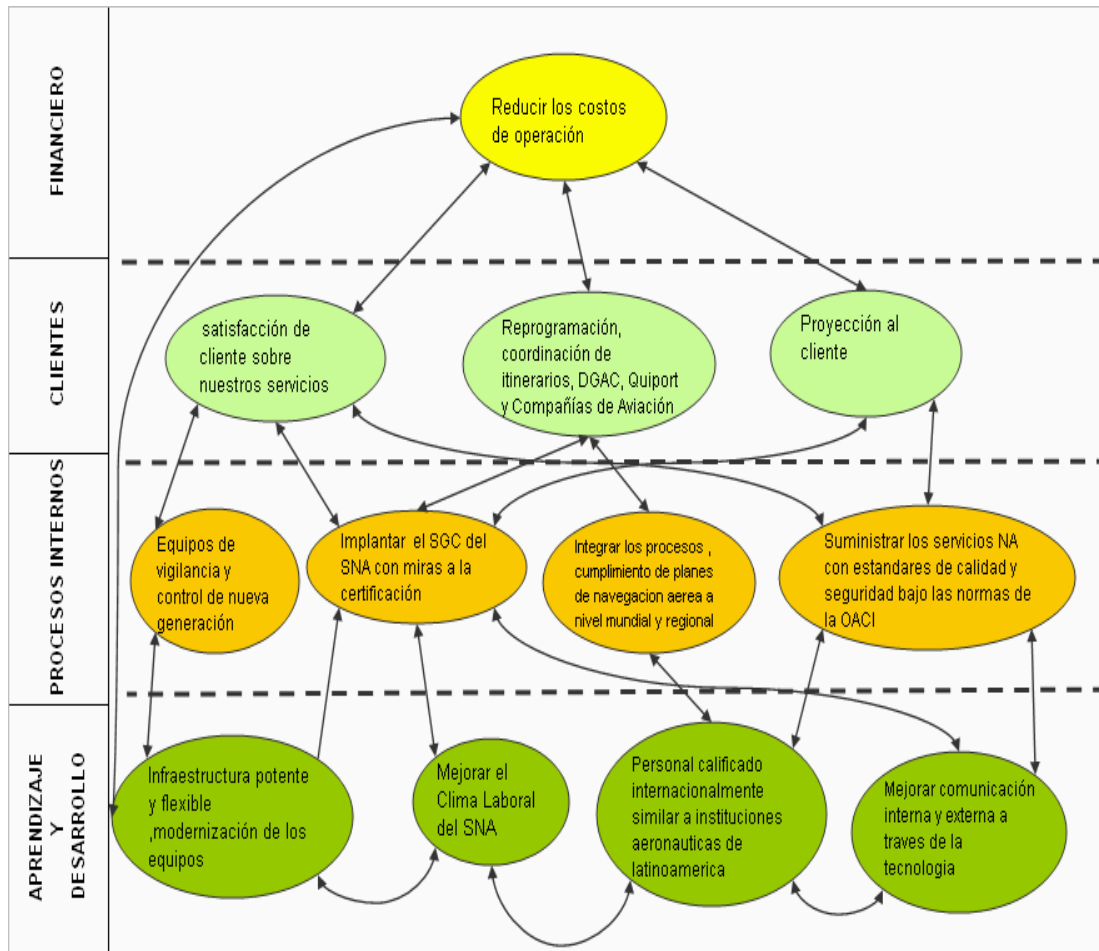 FINANCIERO
Reducir los costos
de operación
CLIENTES
satisfacción de
cliente sobre
nuestros servicios
Reprogramación,
coordinación de
itinerarios, DGAC, Quiport
y Compañías de Aviación
Proyección al
cliente
PROCESOS INTERNOS
Equipos de
vigilancia y
control de nueva
generación
Implantar el SGC del
SNA con miras a la
certificación
Integrar los procesos ,
cumplimiento de planes
de navegacion aerea a
nivel mundial y regional
Suministrar los servicios NA
con estandares de calidad y
seguridad bajo las normas de
la OACI
APRENDIZAJE
Y
DESARROLLO
Infraestructura potente
y flexible
,modernización de los
equipos
Mejorar el
Clima Laboral
del SNA
Personal calificado
internacionalmente
similar a instituciones
aeronauticas de
latinoamerica
Mejorar comunicación
interna y externa a
traves de la
tecnologia